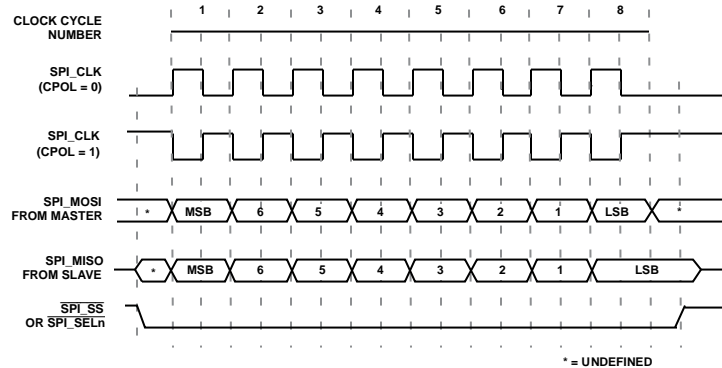 1 2 3 4 5 6 7 8
CLOCK CYCLE
NUMBER
SPI_CLK
(CPOL = 0)
SPI_CLK
(CPOL = 1)
SPI_MOSI
FROM MASTER
* MSB 6 5 4 3 2 1 LSB *
SPI_MISO
FROM SLAVE
* MSB 6 5 4 3 2 1 LSB
SPI_SS
OR SPI_SELn
* = UNDEFINED